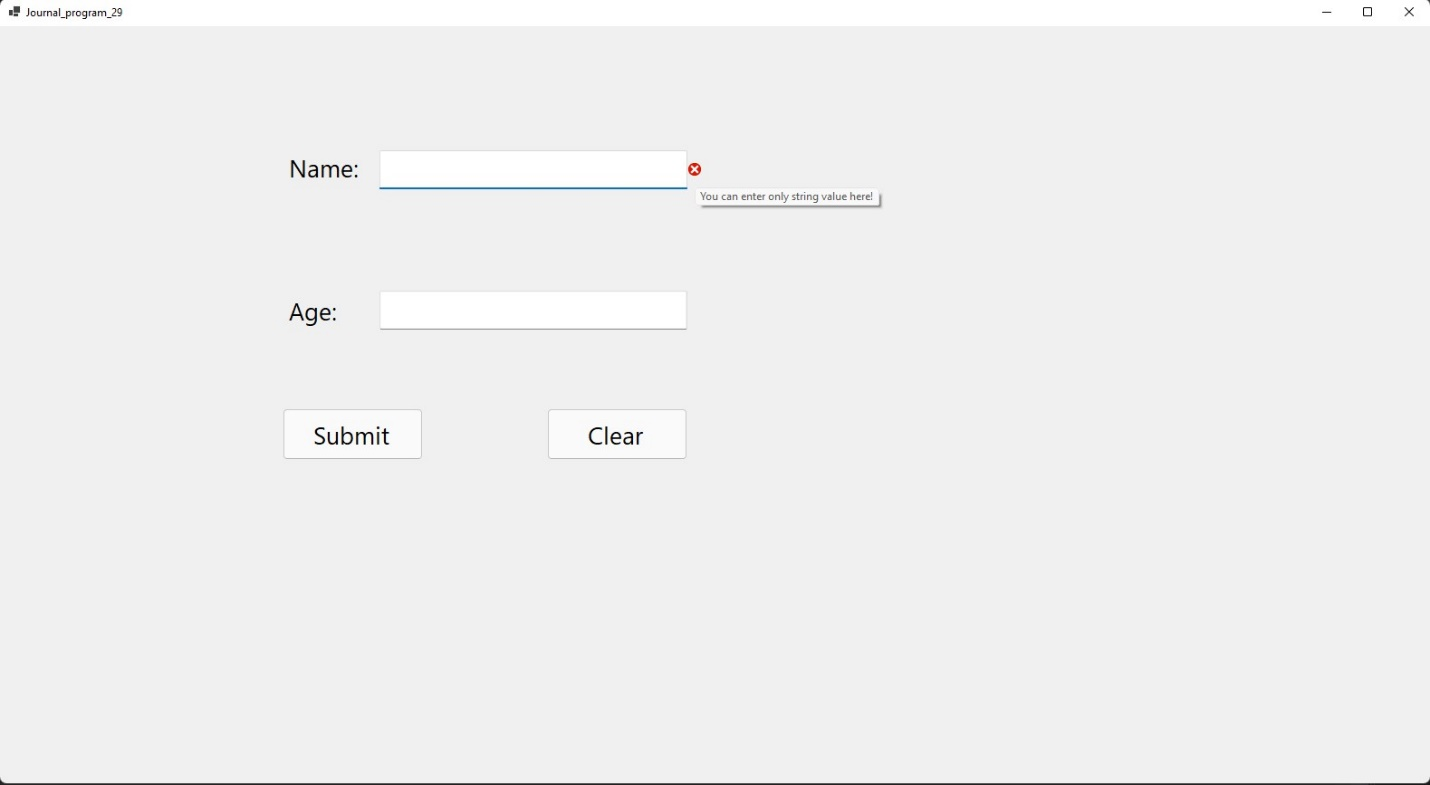 Journal_program_29
Name:
You can enter only string value here!
Age:
Submit
Clear